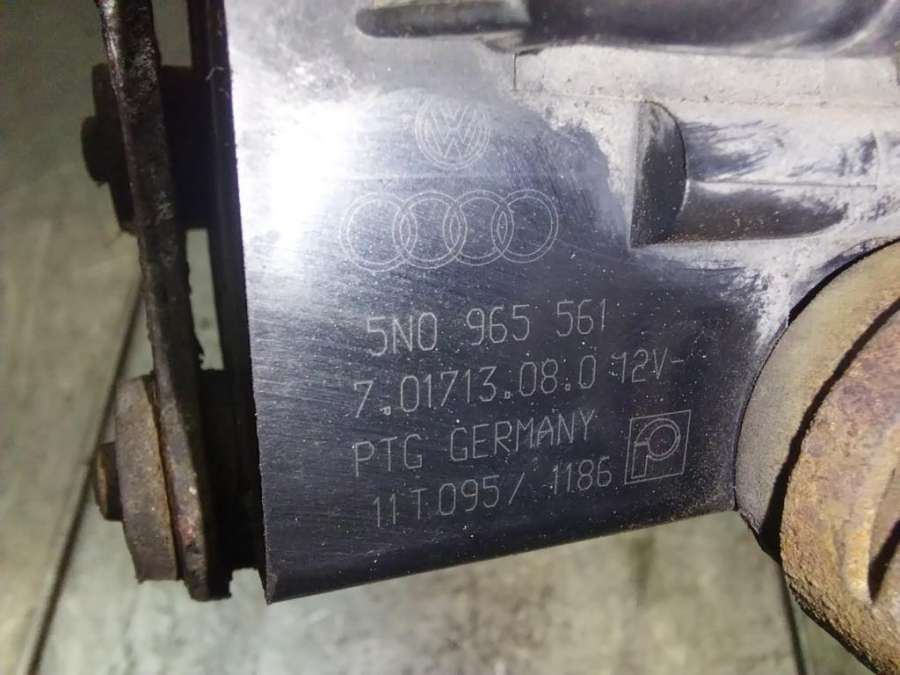 5N0 965 561
7.01713.08.0 12V-
PTG GERMANY
11T095/ 1186